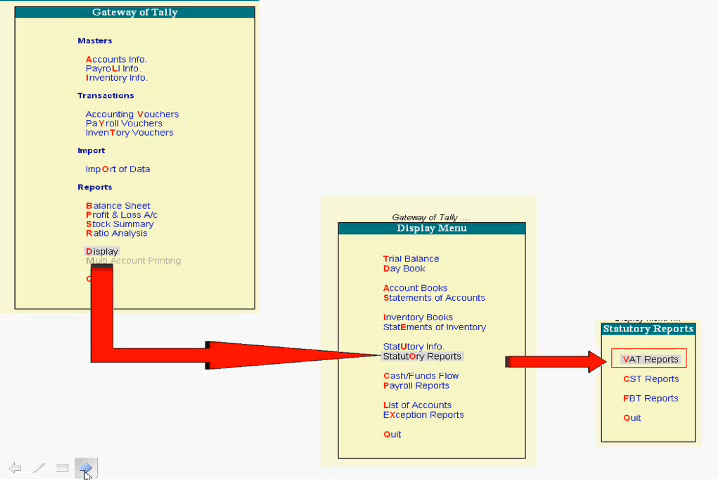 Gateway of Tally
Masters
Accounts Info.
PayroLl Info.
Inventory Info.
Transactions
Accounting Vouchers
PaYroll Vouchers
InvenTory Vouchers
Import
ImpOrt of Data
Reports
Balance Sheet
Profit & Loss A/c
Stock Summary
Ratio Analysis
Display
Multi Account Printing
Gateway of Tally ....
Display Menu
Trial Balance
Day Book
Account Books
Statements of Accounts
Inventory Books
StatEments of Inventory
StatUtory Info.
StatutOry Reports
Cash/Funds Flow
Payroll Reports
List of Accounts
EXception Reports
Quit
Statutory Reports
VAT Reports
CST Reports
FBT Reports
Quit